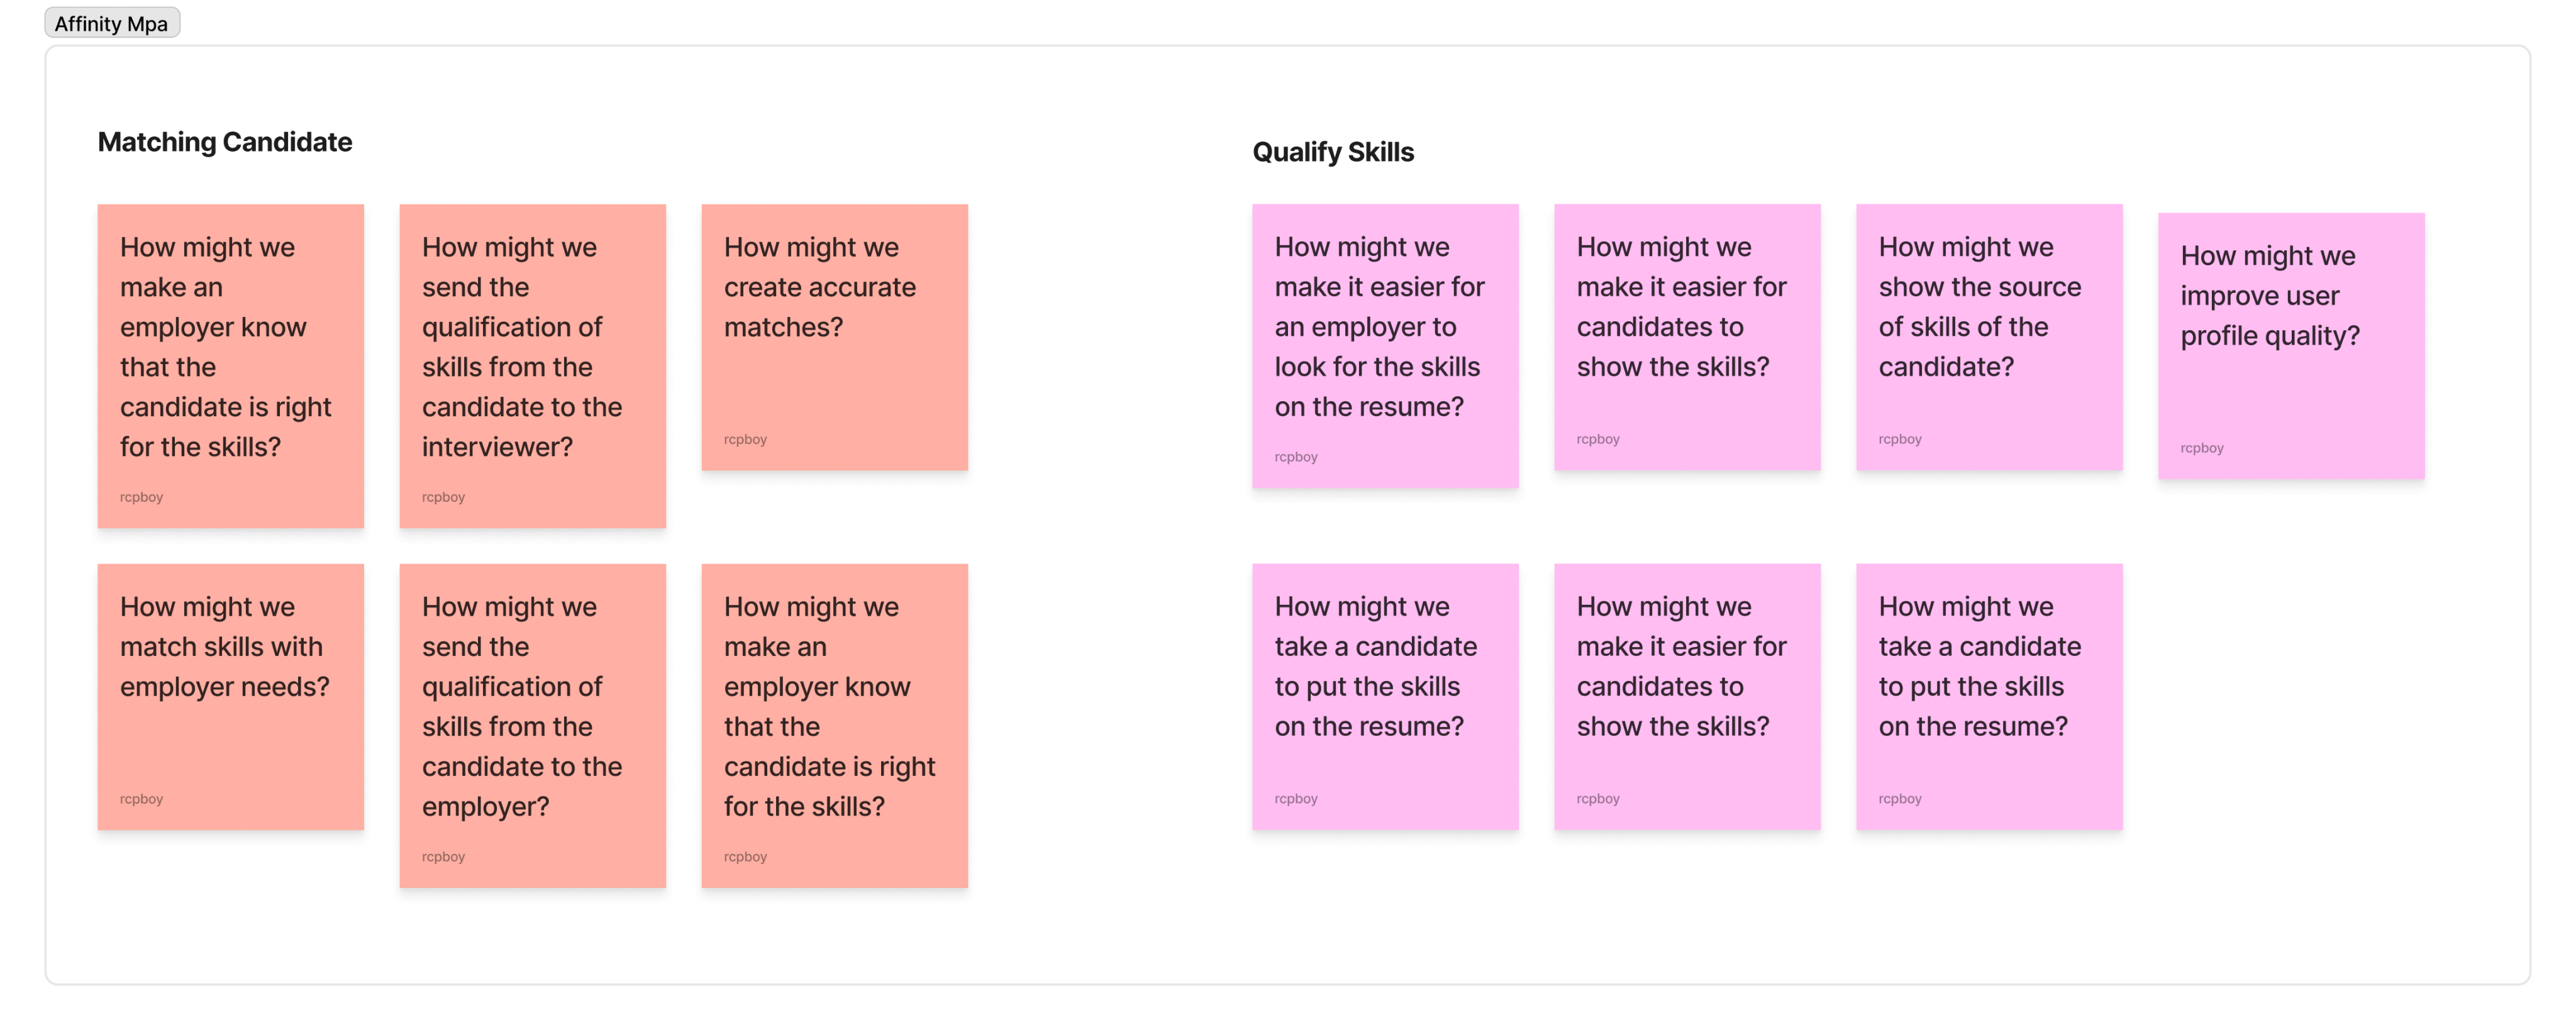 Affinity Mpa
Matching Candidate
How might we
make an
employer know
that the
candidate is right
for the skills?
rcpboy
How might we
send the
qualification of
skills from the
candidate to the
interviewer?
rcpboy
How might we
create accurate
matches?
rcpboy
How might we
match skills with
employer needs?
rcpboy
How might we
send the
qualification of
skills from the
candidate to the
employer?
rcpboy
How might we
make an
employer know
that the
candidate is right
for the skills?
rcpboy
Qualify Skills
How might we
make it easier for
an employer to
look for the skills
on the resume?
rcpboy
How might we
make it easier for
candidates to
show the skills?
rcpboy
How might we
show the source
of skills of the
candidate?
rcpboy
How might we
improve user
profile quality?
rcpboy
How might we
take a candidate
to put the skills
on the resume?
rcpboy
How might we
make it easier for
candidates to
show the skills?
rcpboy
How might we
take a candidate
to put the skills
on the resume?
rcpboy